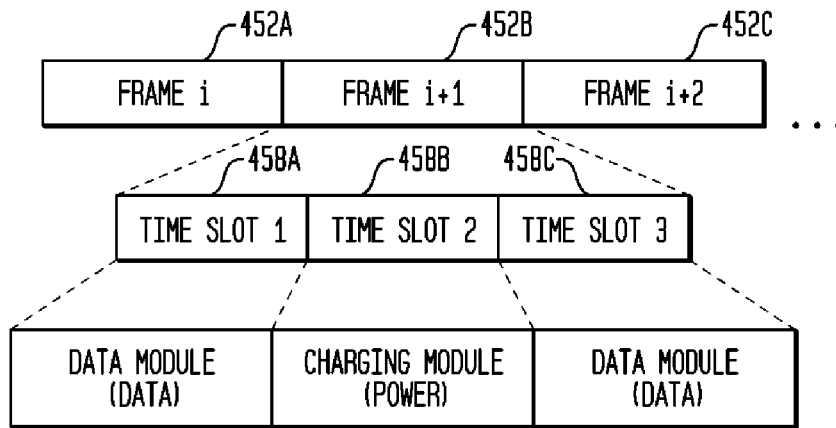 452A 452B 452C
FRAME i FRAME i+1 FRAME i+2 ...
458A 458B 458C
TIME SLOT 1 TIME SLOT 2 TIME SLOT 3
DATA MODULE CHARGING MODULE DATA MODULE
(DATA) (POWER) (DATA)